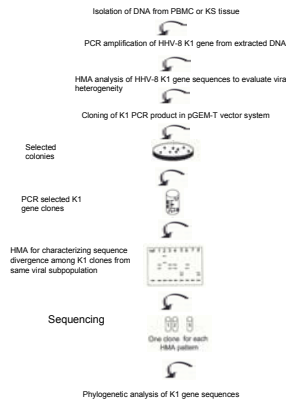 Isolation of DNA from PBMC or KS tissue
PCR amplification of HHV-8 K1 gene from extracted DNA
HMA analysis of HHV-8 K1 gene sequences to evaluate viral
heterogeneity
Cloning of K1 PCR product in pGEM-T vector system
Selected
colonies
PCR selected K1
gene clones
HMA for characterizing sequence
divergence among K1 clones from
same viral subpopulation
Sequencing
One clone for each
HMA pattern
Phylogenetic analysis of K1 gene sequences